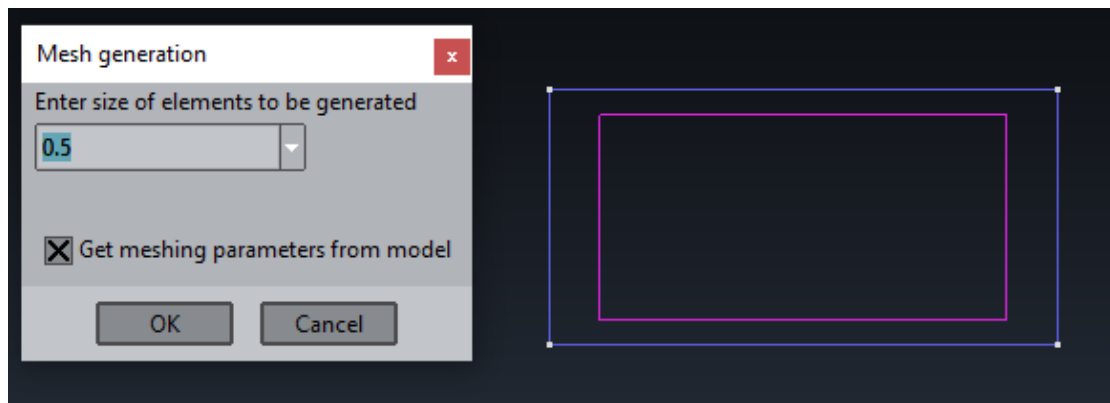 Mesh generation
x
Enter size of elements to be generated
0.5
Get meshing parameters from model
OK
Cancel